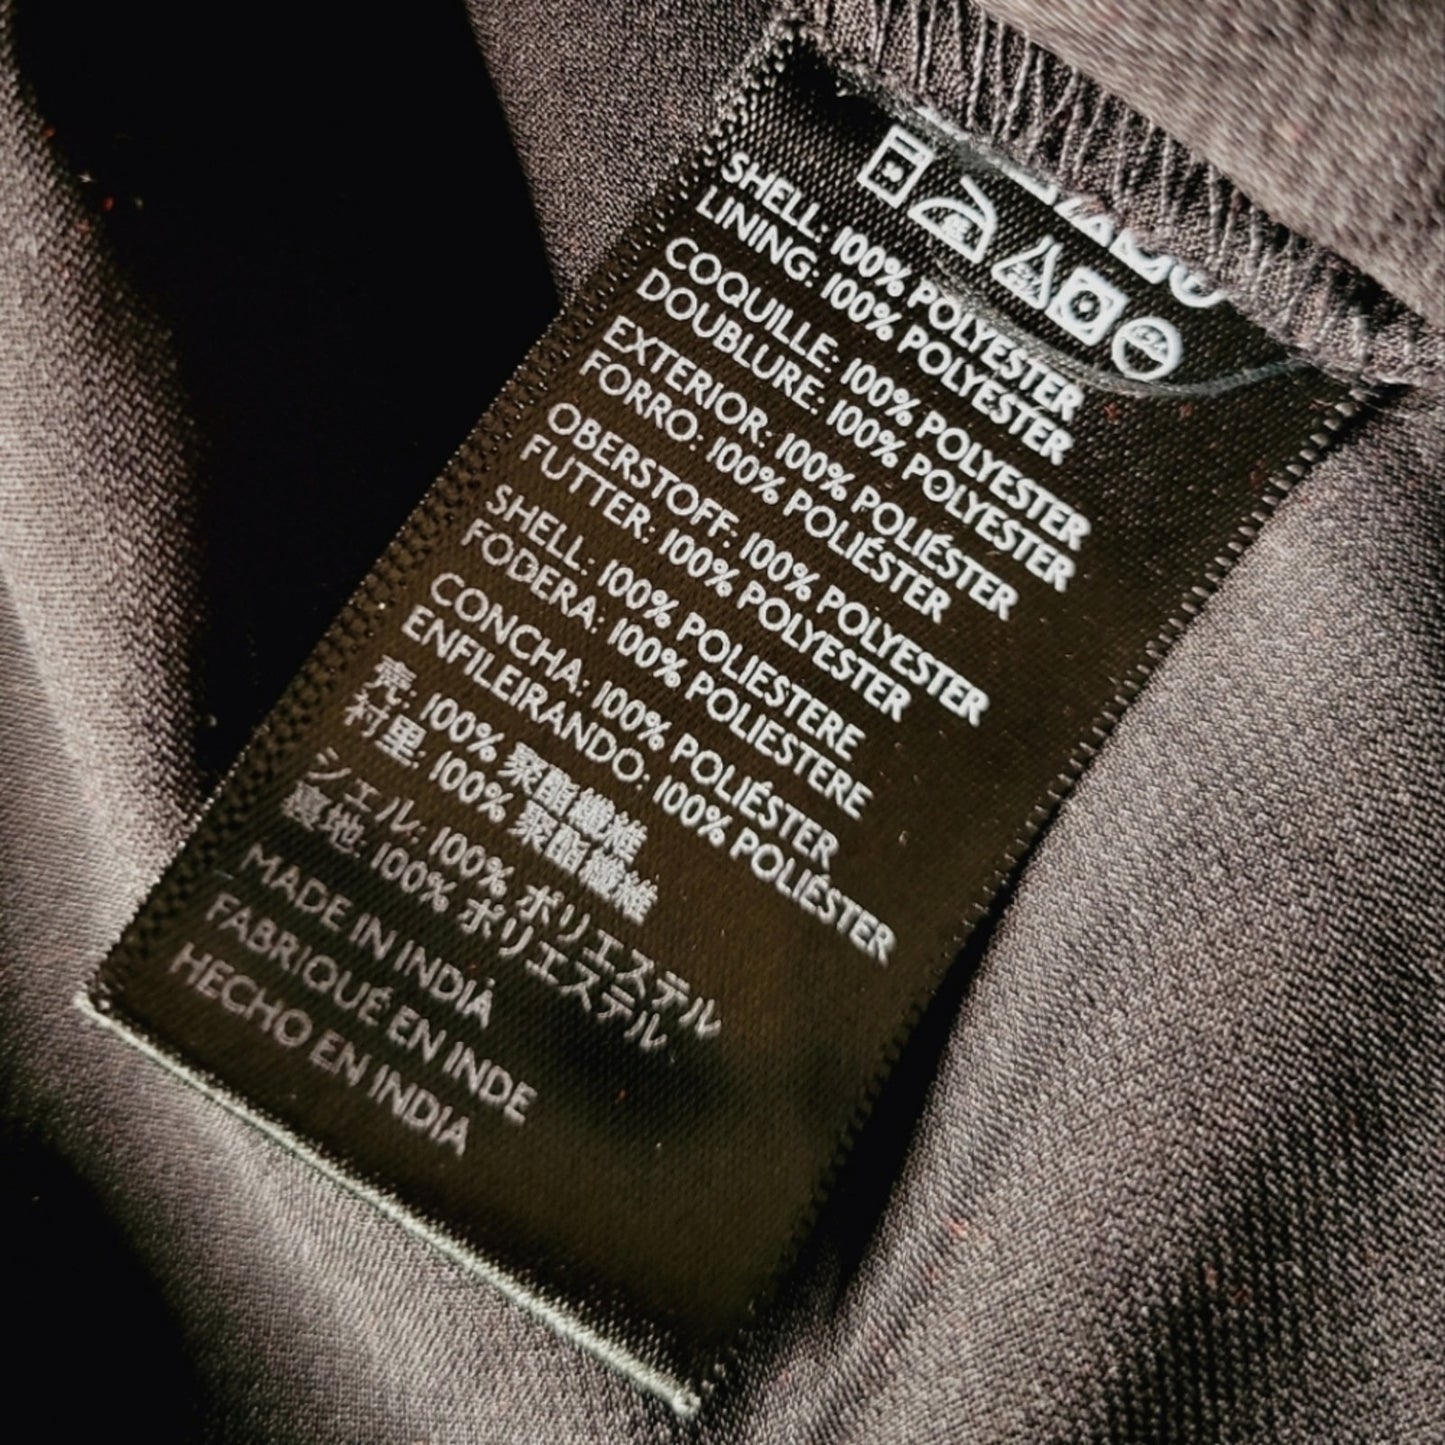 SHELL: 100% POLYESTER
LINING: 100% POLYESTER
COQUILLE: 100% POLYESTER
DOUBLURE: 100% POLYESTER
EXTERIOR: 100% POLIÉSTER
FORRO: 100% POLIÉSTER
OBERSTOFF: 100% POLYESTER
FUTTER: 100% POLYESTER
SHELL: 100% POLIESTERE
FODERA: 100% POLIESTERE
CONCHA: 100% POLIÉSTER
ENFILEIRANDO: 100% POLIÉSTER
壳: 100% 聚酯纖維
村里: 100% 聚酯纖維
シェル: 100% ポリエステル
裏地: 100% ポリエステル
MADE IN INDIA
FABRIQUÉ EN INDE
HECHO EN INDIA